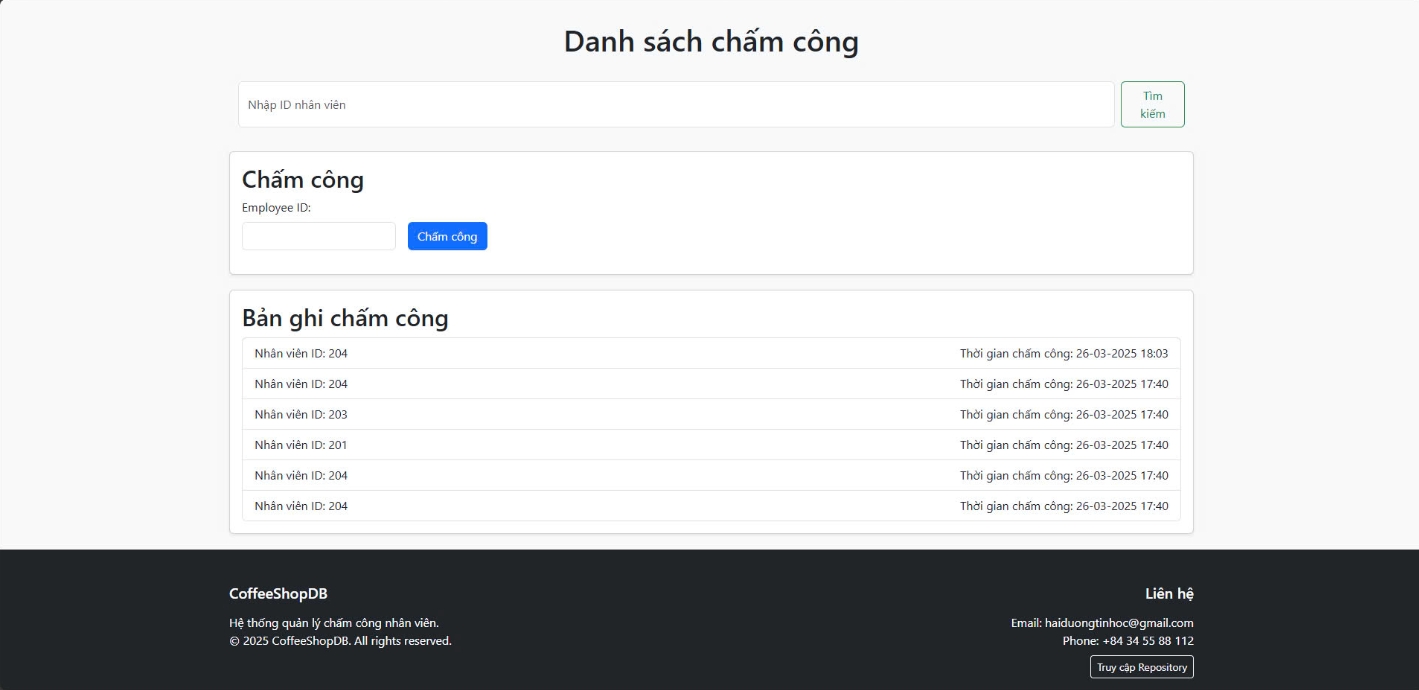 Danh sách chấm công
Nhập ID nhân viên
Tìm
kiếm
Chấm công
Employee ID:
Chấm công
Bản ghi chấm công
Nhân viên ID: 204 Thời gian chấm công: 26-03-2025 18:03
Nhân viên ID: 204 Thời gian chấm công: 26-03-2025 17:40
Nhân viên ID: 203 Thời gian chấm công: 26-03-2025 17:40
Nhân viên ID: 201 Thời gian chấm công: 26-03-2025 17:40
Nhân viên ID: 204 Thời gian chấm công: 26-03-2025 17:40
Nhân viên ID: 204 Thời gian chấm công: 26-03-2025 17:40
CoffeeShopDB
Hệ thống quản lý chấm công nhân viên.
© 2025 CoffeeShopDB. All rights reserved.
Liên hệ
Email: haiduongtinhoc@gmail.com
Phone: +84 34 55 88 112
Truy cập Repository